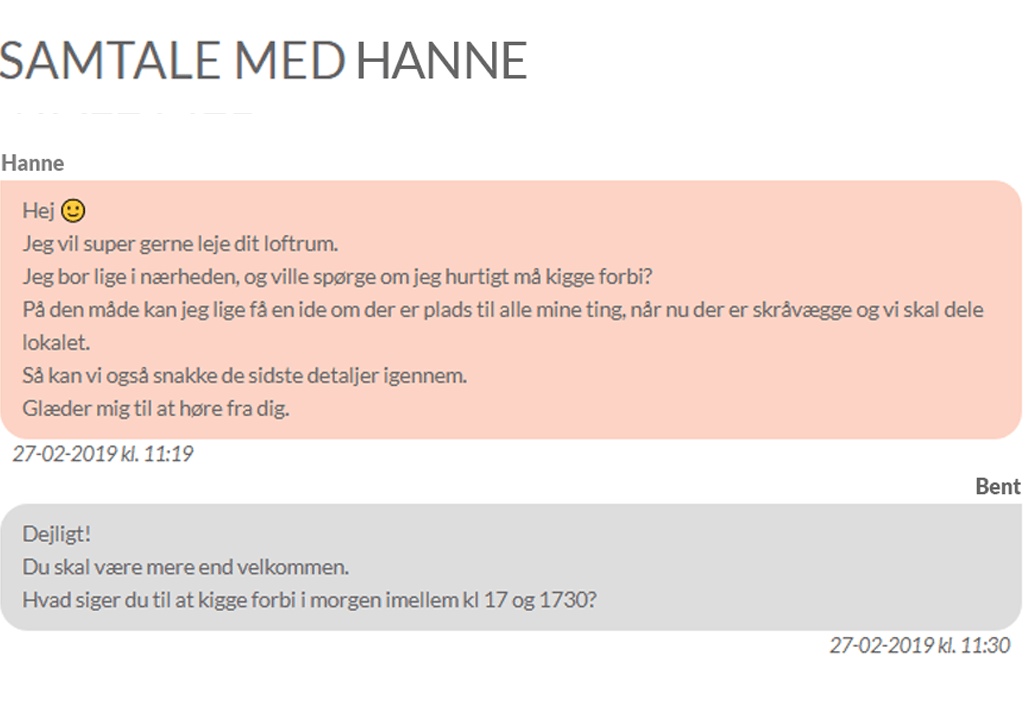 SAMTALE MED HANNE
Hanne
Hej 🙂
Jeg vil super gerne leje dit loftrum.
Jeg bor lige i nærheden, og ville spørge om jeg hurtigt må kigge forbi?
På den måde kan jeg lige få en ide om der er plads til alle mine ting, når nu der er skråvægge og vi skal dele
lokalet.
Så kan vi også snakke de sidste detaljer igennem.
Glæder mig til at høre fra dig.
27-02-2019 kl. 11:19
Bent
Dejligt!
Du skal være mere end velkommen.
Hvad siger du til at kigge forbi i morgen imellem kl 17 og 1730?
27-02-2019 kl. 11:30